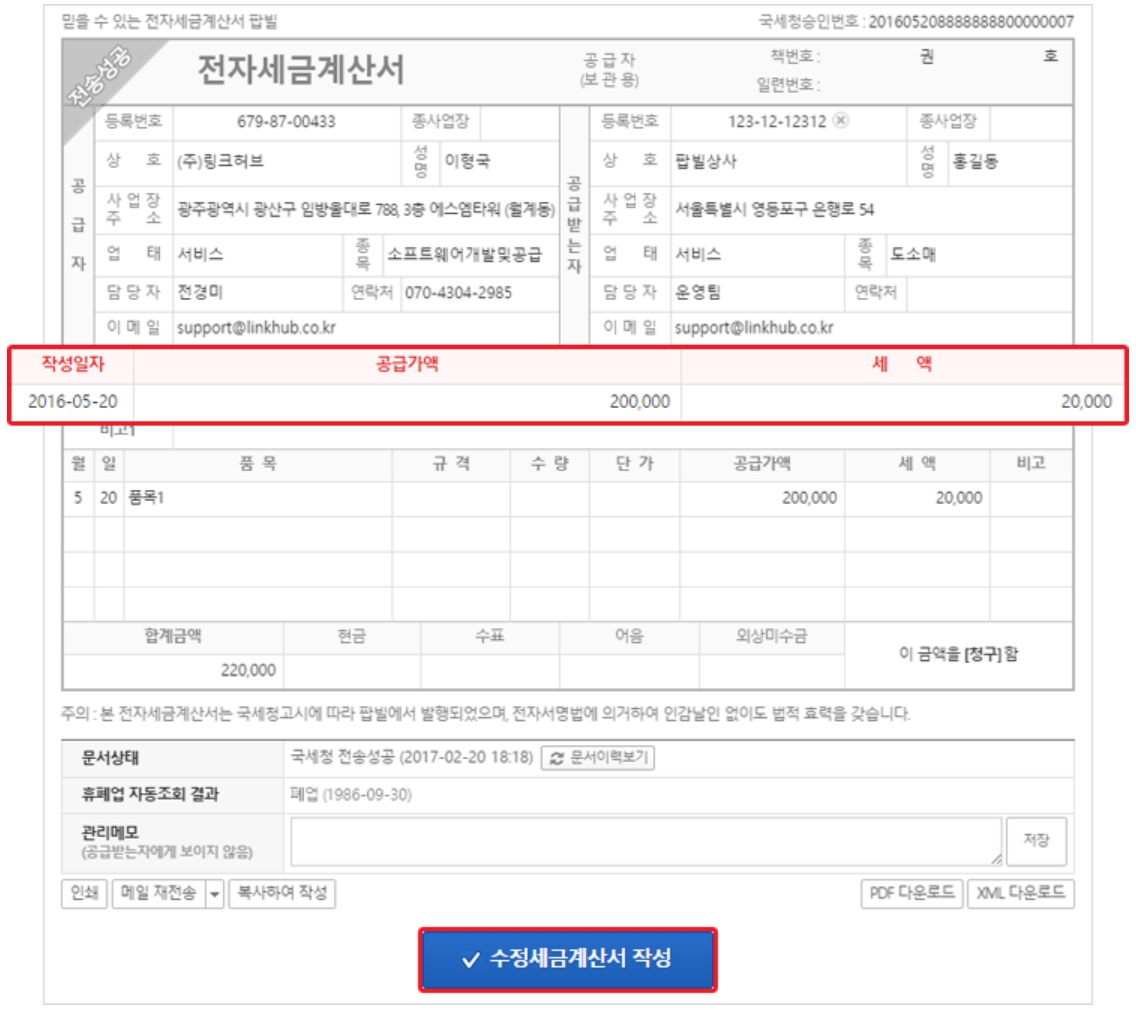 믿을 수 있는 전자세금계산서 팝빌 국세청승인번호 : 201605208888888800000007
전송성공 전자세금계산서 공급자 (보관용) 책번호 : 권 호
일련번호 :
공급자 등록번호 679-87-00433 종사업장 공급받는자 등록번호 123-12-12312 종사업장
상 호 (주)링크허브 성명 이형국 상 호 팝빌상사 성명 홍길동
사업장 주소 광주광역시 광산구 임방울대로 788, 3층 에스엠타워 (월계동) 사업장 주소 서울특별시 영등포구 은행로 54
업 태 서비스 종목 소프트웨어개발및공급 업 태 서비스 종목 도소매
담당자 전경미 연락처 070-4304-2985 담당자 운영팀 연락처
이메일 support@linkhub.co.kr 이메일 support@linkhub.co.kr
작성일자 공급가액 세 액
2016-05-20 200,000 20,000
비고1
월 일 품 목 규 격 수 량 단 가 공급가액 세 액 비고
5 20 품목1 200,000 20,000
합계금액 현금 수표 어음 외상미수금 이 금액을 [청구] 함
220,000
주의 : 본 전자세금계산서는 국세청고시에 따라 팝빌에서 발행되었으며, 전자서명법에 의거하여 인감날인 없이도 법적 효력을 갖습니다.
문서상태 국세청 전송성공 (2017-02-20 18:18) 문서이력보기
휴폐업 자동조회 결과 폐업 (1986-09-30)
관리메모 저장
(공급받는자에게 보이지 않음)
인쇄 메일 재전송 복사하여 작성 PDF 다운로드 XML 다운로드
수정세금계산서 작성